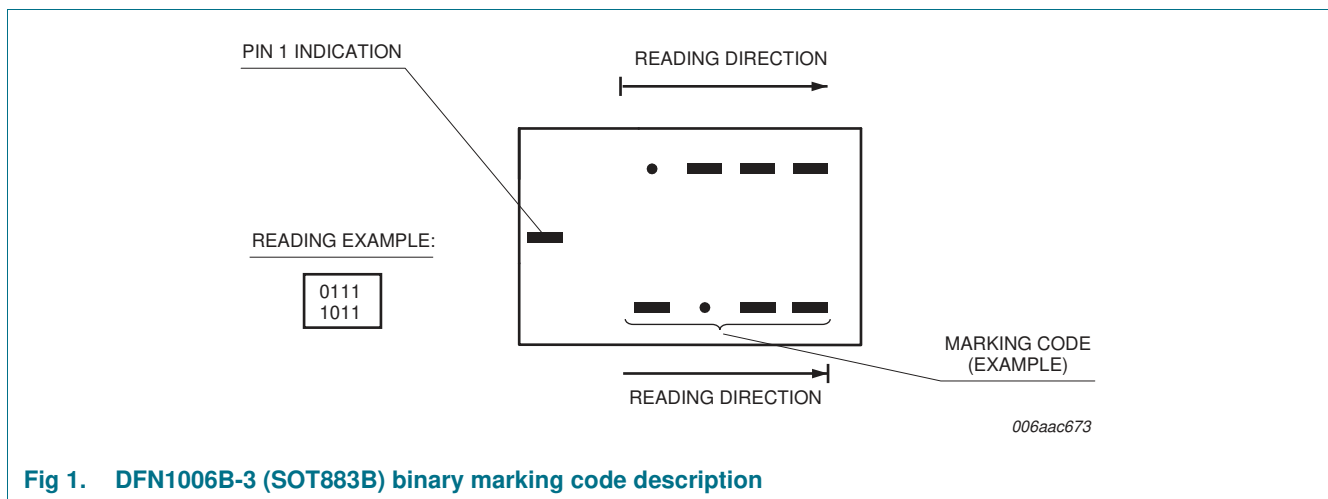 PIN 1 INDICATION
READING DIRECTION
READING EXAMPLE:
0111
1011
MARKING CODE
(EXAMPLE)
READING DIRECTION
006aac673
Fig 1. DFN1006B-3 (SOT883B) binary marking code description